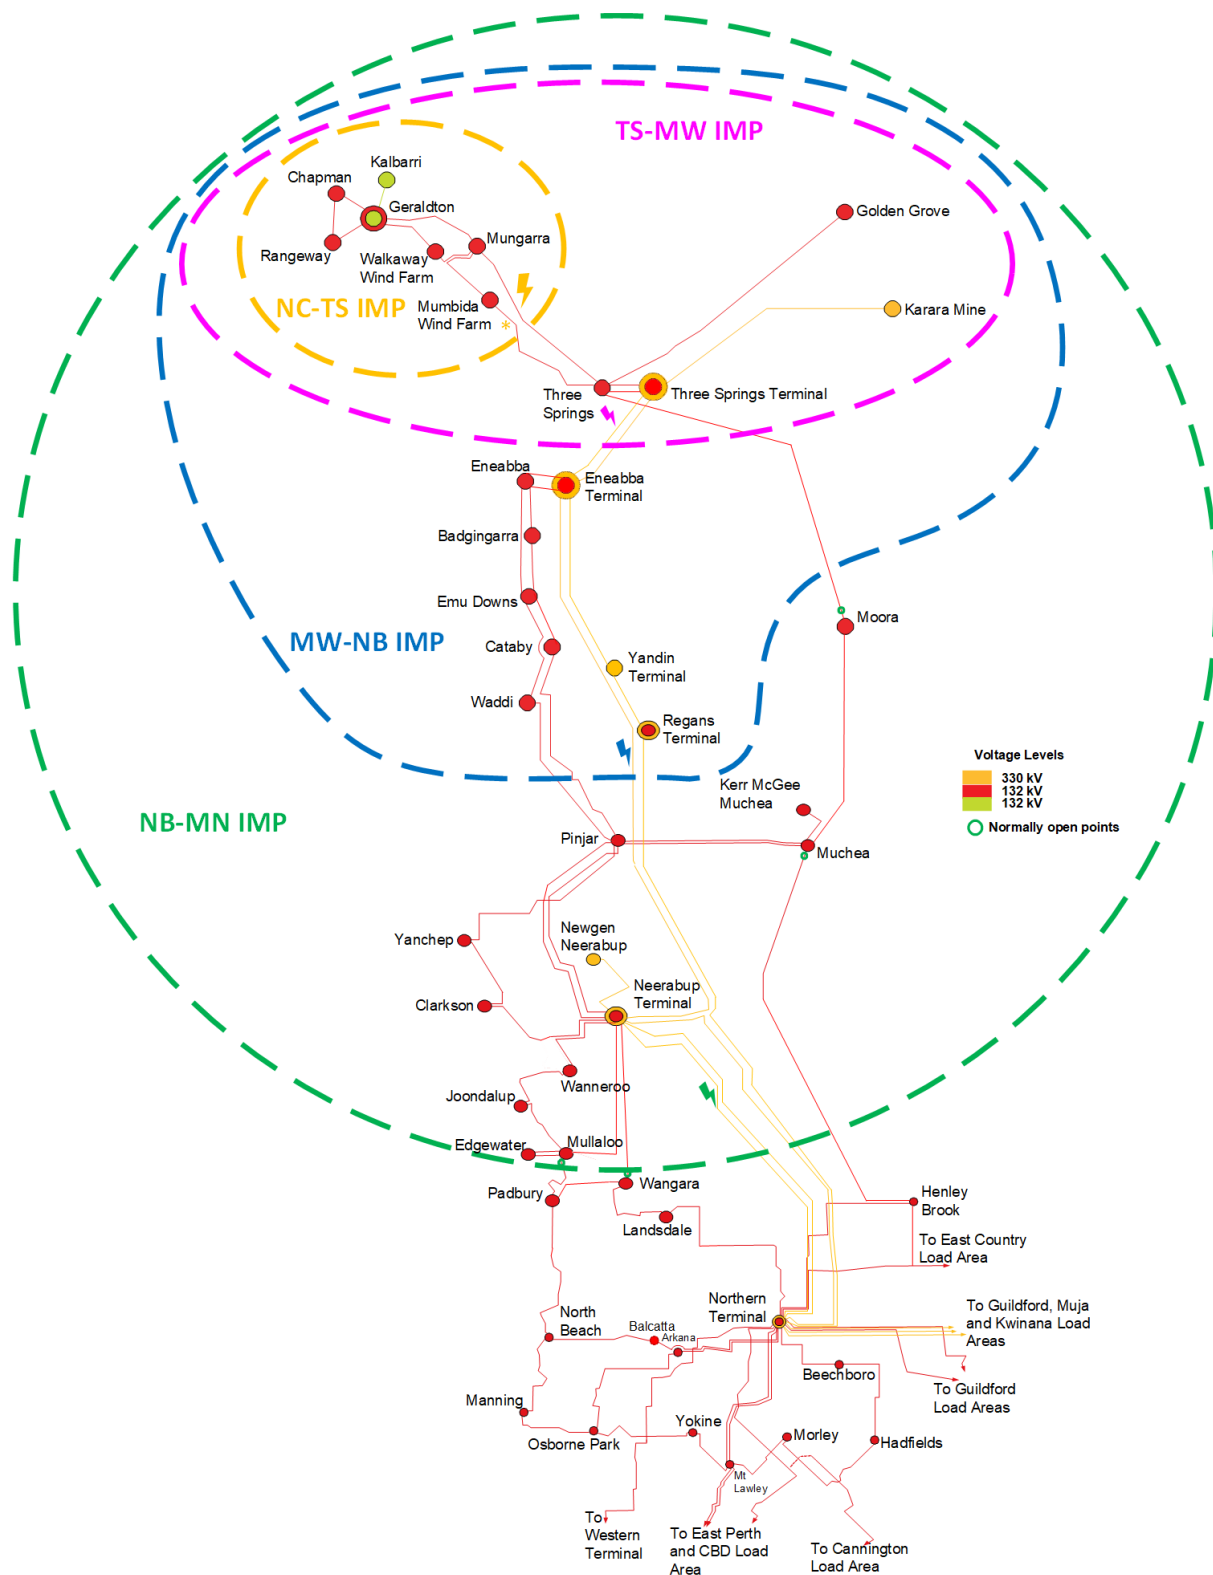 TS-MW IMP
Kalbarri
Chapman
Geraldton
Golden Grove
Mungarra
Rangeway
Walkaway
Wind Farm
NC-TS IMP
Mumbida
Wind Farm *
Karara Mine
Three
Springs
Three Springs Terminal
Eneabba
Eneabba
Terminal
Badgingarra
Emu Downs
Moora
MW-NB IMP
Cataby
Yandin
Terminal
Waddi
Regans
Terminal
Voltage Levels
330 kV
132 kV
132 kV
Normally open points
Kerr McGee
Muchea
NB-MN IMP
Pinjar
Muchea
Newgen
Neerabup
Yanchep
Neerabup
Terminal
Clarkson
Wanneroo
Joondalup
Edgewater
Mullaloo
Padbury
Wangara
Henley
Brook
Landsdale
To East Country
Load Area
Northern
Terminal
To Guildford, Muja
and Kwinana Load
Areas
North
Beach
Balcatta
Arkana
Beechboro
To Guildford
Load Areas
Manning
Osborne Park
Yokine
Morley
Hadfields
Mt
Lawley
To
Western
Terminal
To East Perth
and CBD Load
Area
To Cannington
Load Area